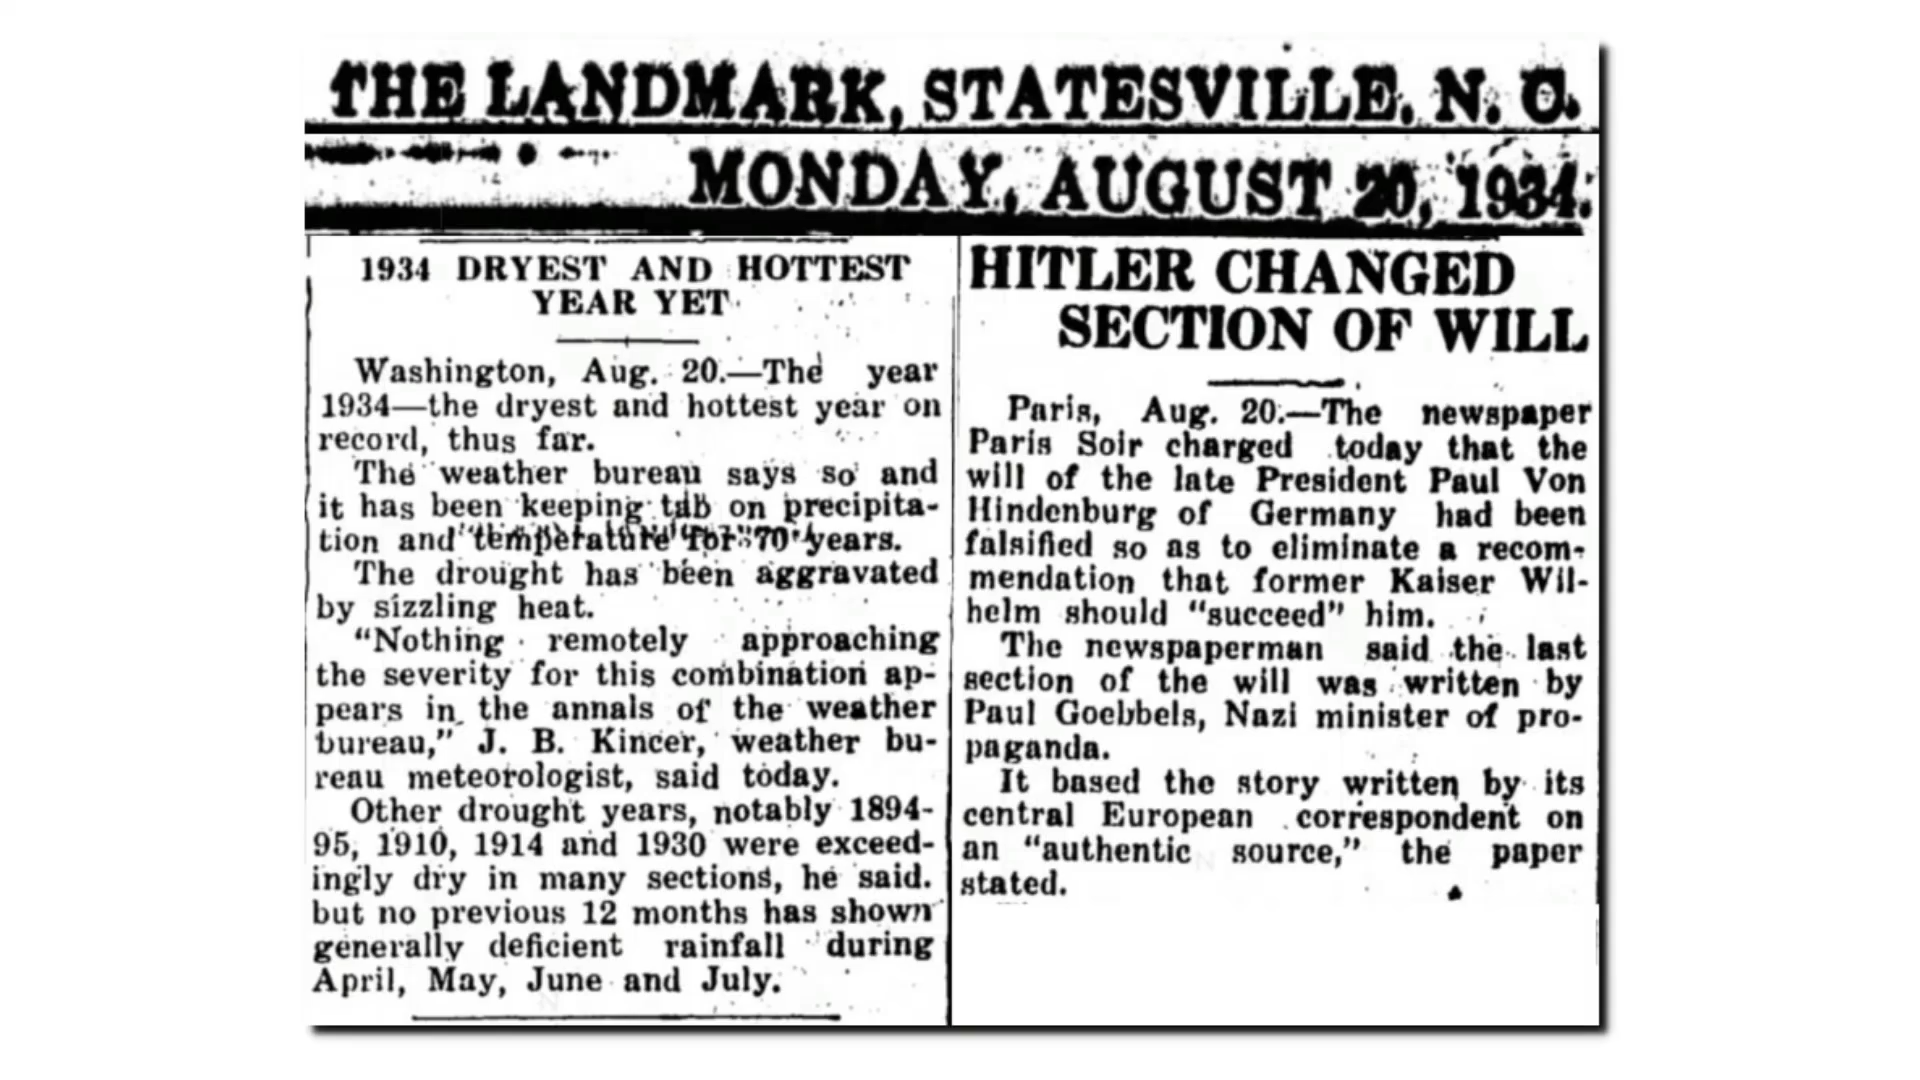 THE LANDMARK, STATESVILLE, N. C.
MONDAY, AUGUST 20, 1934.
1934 DRYEST AND HOTTEST
YEAR YET
Washington, Aug. 20.—The year
1934—the dryest and hottest year on
record, thus far.
The weather bureau says so and
it has been keeping tab on precipita-
tion and temperature for 70 years.
The drought has been aggravated
by sizzling heat.
"Nothing remotely approaching
the severity for this combination ap-
pears in the annals of the weather
bureau," J. B. Kincer, weather bu-
reau meteorologist, said today.
Other drought years, notably 1894-
95, 1910, 1914 and 1930 were exceed-
ingly dry in many sections, he said.
but no previous 12 months has shown
generally deficient rainfall during
April, May, June and July.
HITLER CHANGED
SECTION OF WILL
Paris, Aug. 20.—The newspaper
Paris Soir charged today that the
will of the late President Paul Von
Hindenburg of Germany had been
falsified so as to eliminate a recom-
mendation that former Kaiser Wil-
helm should "succeed" him.
The newspaperman said the last
section of the will was written by
Paul Goebbels, Nazi minister of pro-
paganda.
It based the story written by its
central European correspondent on
an "authentic source," the paper
stated.